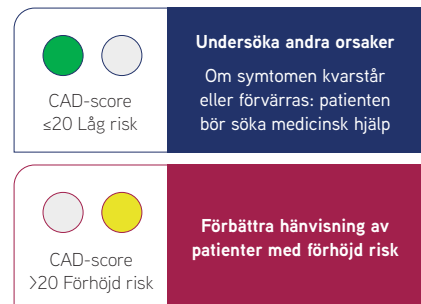 CAD-score
≤20 Låg risk
Undersöka andra orsaker
Om symtomen kvarstår
eller förvärras: patienten
bör söka medicinsk hjälp
CAD-score
>20 Förhöjd risk
Förbättra hänvisning av
patienter med förhöjd risk